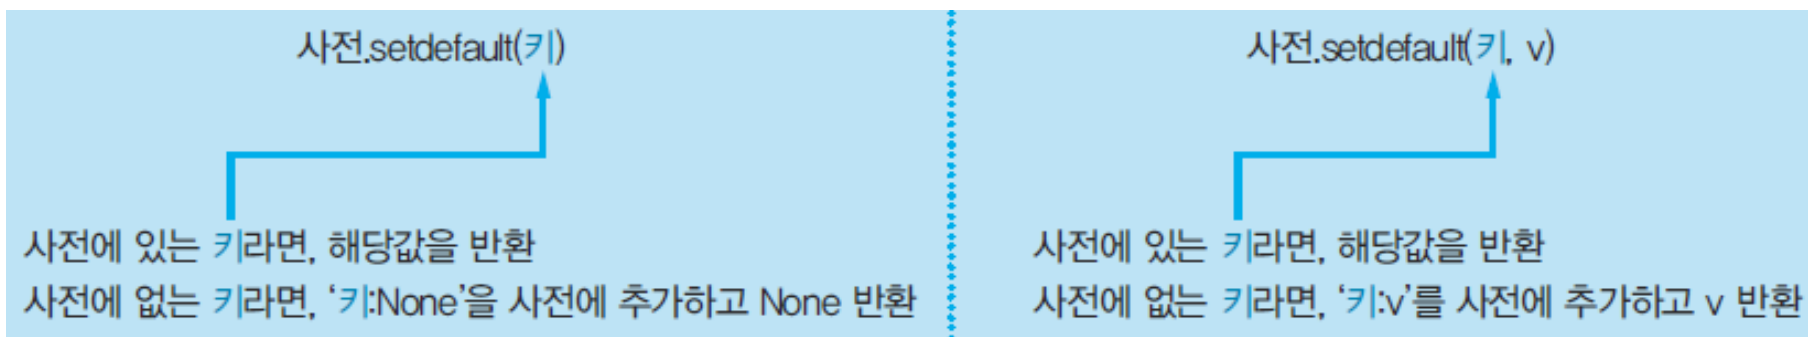 사전.setdefault(키)
사전에 있는 키라면, 해당값을 반환
사전에 없는 키라면, ‘키:None’을 사전에 추가하고 None 반환
사전.setdefault(키, v)
사전에 있는 키라면, 해당값을 반환
사전에 없는 키라면, ‘키:v’를 사전에 추가하고 v 반환